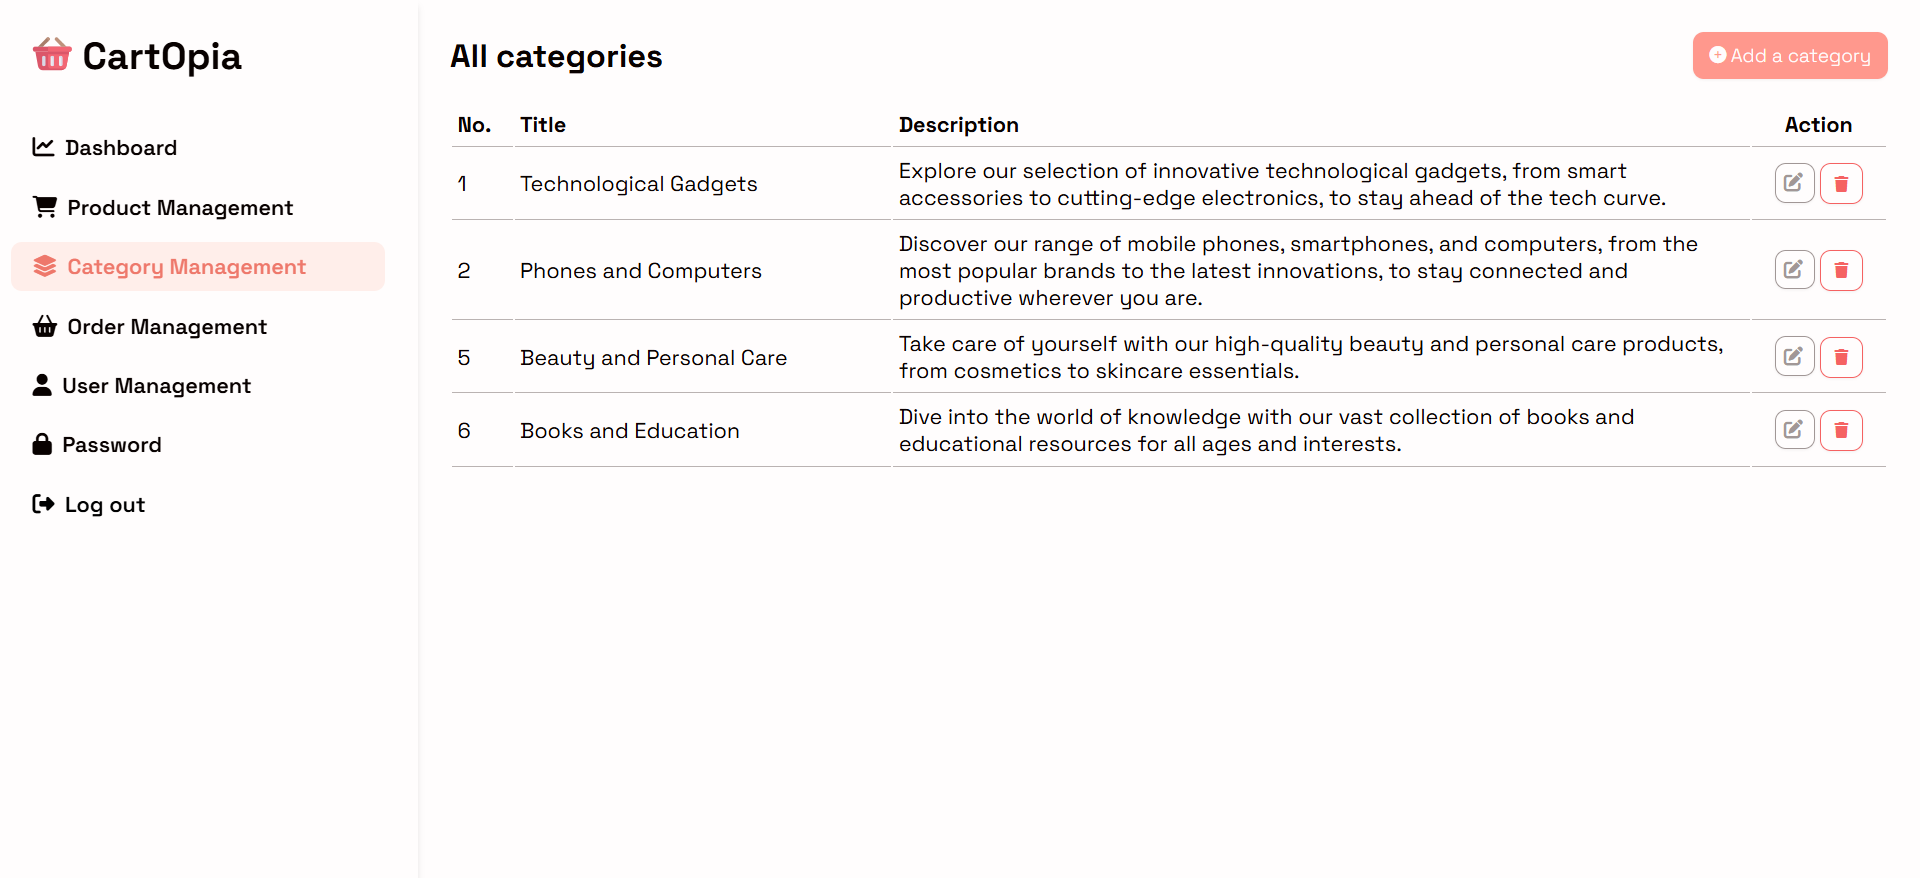 CartOpia
Dashboard
Product Management
Category Management
Order Management
User Management
Password
Log out
All categories
Add a category
No. Title Description Action
1 Technological Gadgets Explore our selection of innovative technological gadgets, from smart
accessories to cutting-edge electronics, to stay ahead of the tech curve.
2 Phones and Computers Discover our range of mobile phones, smartphones, and computers, from the
most popular brands to the latest innovations, to stay connected and
productive wherever you are.
5 Beauty and Personal Care Take care of yourself with our high-quality beauty and personal care products,
from cosmetics to skincare essentials.
6 Books and Education Dive into the world of knowledge with our vast collection of books and
educational resources for all ages and interests.